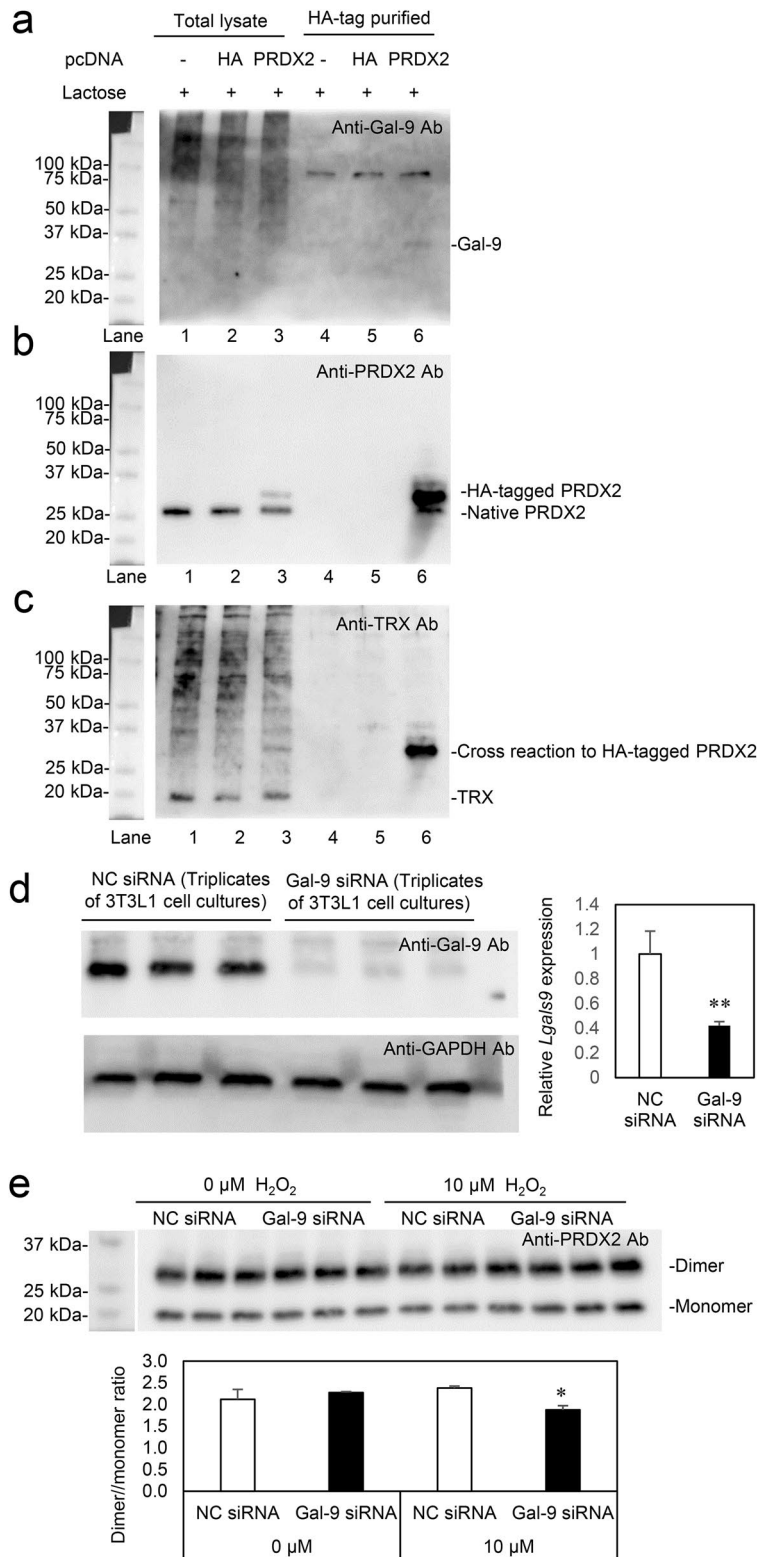 a
Total lysate HA-tag purified
pcDNA - HA PRDX2 - HA PRDX2
Lactose + + + + + +
Anti-Gal-9 Ab
100 kDa-
75 kDa-
50 kDa-
37 kDa-
-Gal-9
25 kDa-
20 kDa-
Lane 1 2 3 4 5 6
b
Anti-PRDX2 Ab
100 kDa-
75 kDa-
50 kDa-
37 kDa-
-HA-tagged PRDX2
25 kDa- -Native PRDX2
20 kDa-
Lane 1 2 3 4 5 6
c
Anti-TRX Ab
100 kDa-
75 kDa-
50 kDa-
37 kDa-
-Cross reaction to HA-tagged PRDX2
25 kDa-
20 kDa- -TRX
Lane 1 2 3 4 5 6
d
NC siRNA (Triplicates of 3T3L1 cell cultures)
Gal-9 siRNA (Triplicates of 3T3L1 cell cultures)
Anti-Gal-9 Ab
Anti-GAPDH Ab
Relative Lgals9 expression
1.4
1.2
1
0.8
0.6
0.4
0.2
0
**
NC siRNA
Gal-9 siRNA
e
0 µM H₂O₂ 10 µM H₂O₂
NC siRNA Gal-9 siRNA NC siRNA Gal-9 siRNA
Anti-PRDX2 Ab
37 kDa-
-Dimer
25 kDa-
20 kDa- -Monomer
Dimer//monomer ratio
3.0
2.5
2.0
1.5
1.0
0.5
0.0
*
NC siRNA Gal-9 siRNA NC siRNA Gal-9 siRNA
0 µM 10 µM